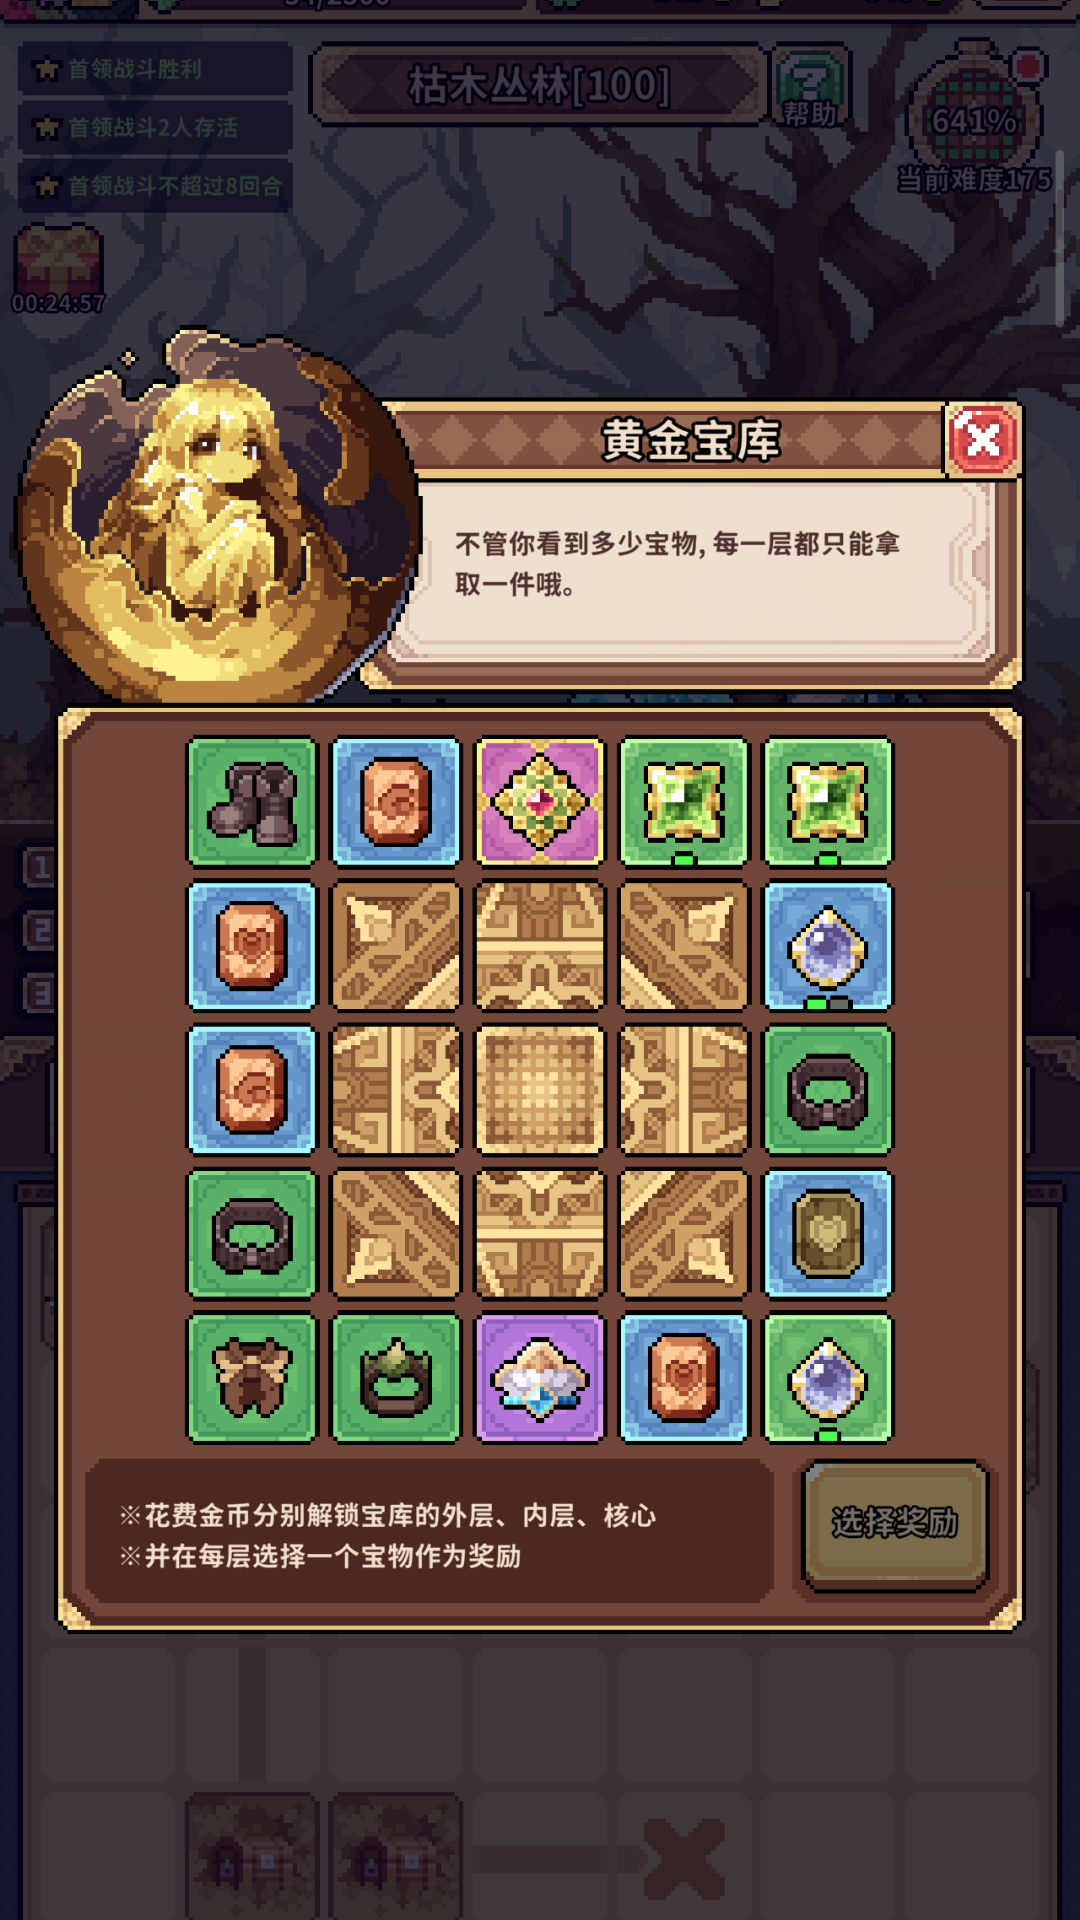 首领战斗胜利
枯木丛林[100]
帮助
641%
首领战斗2人存活
首领战斗不超过8回合
当前难度175
00:24:57
黄金宝库
不管你看到多少宝物,每一层都只能拿
取一件哦。
1
2
3
※花费金币分别解锁宝库的外层、内层、核心
※并在每层选择一个宝物作为奖励
选择奖励